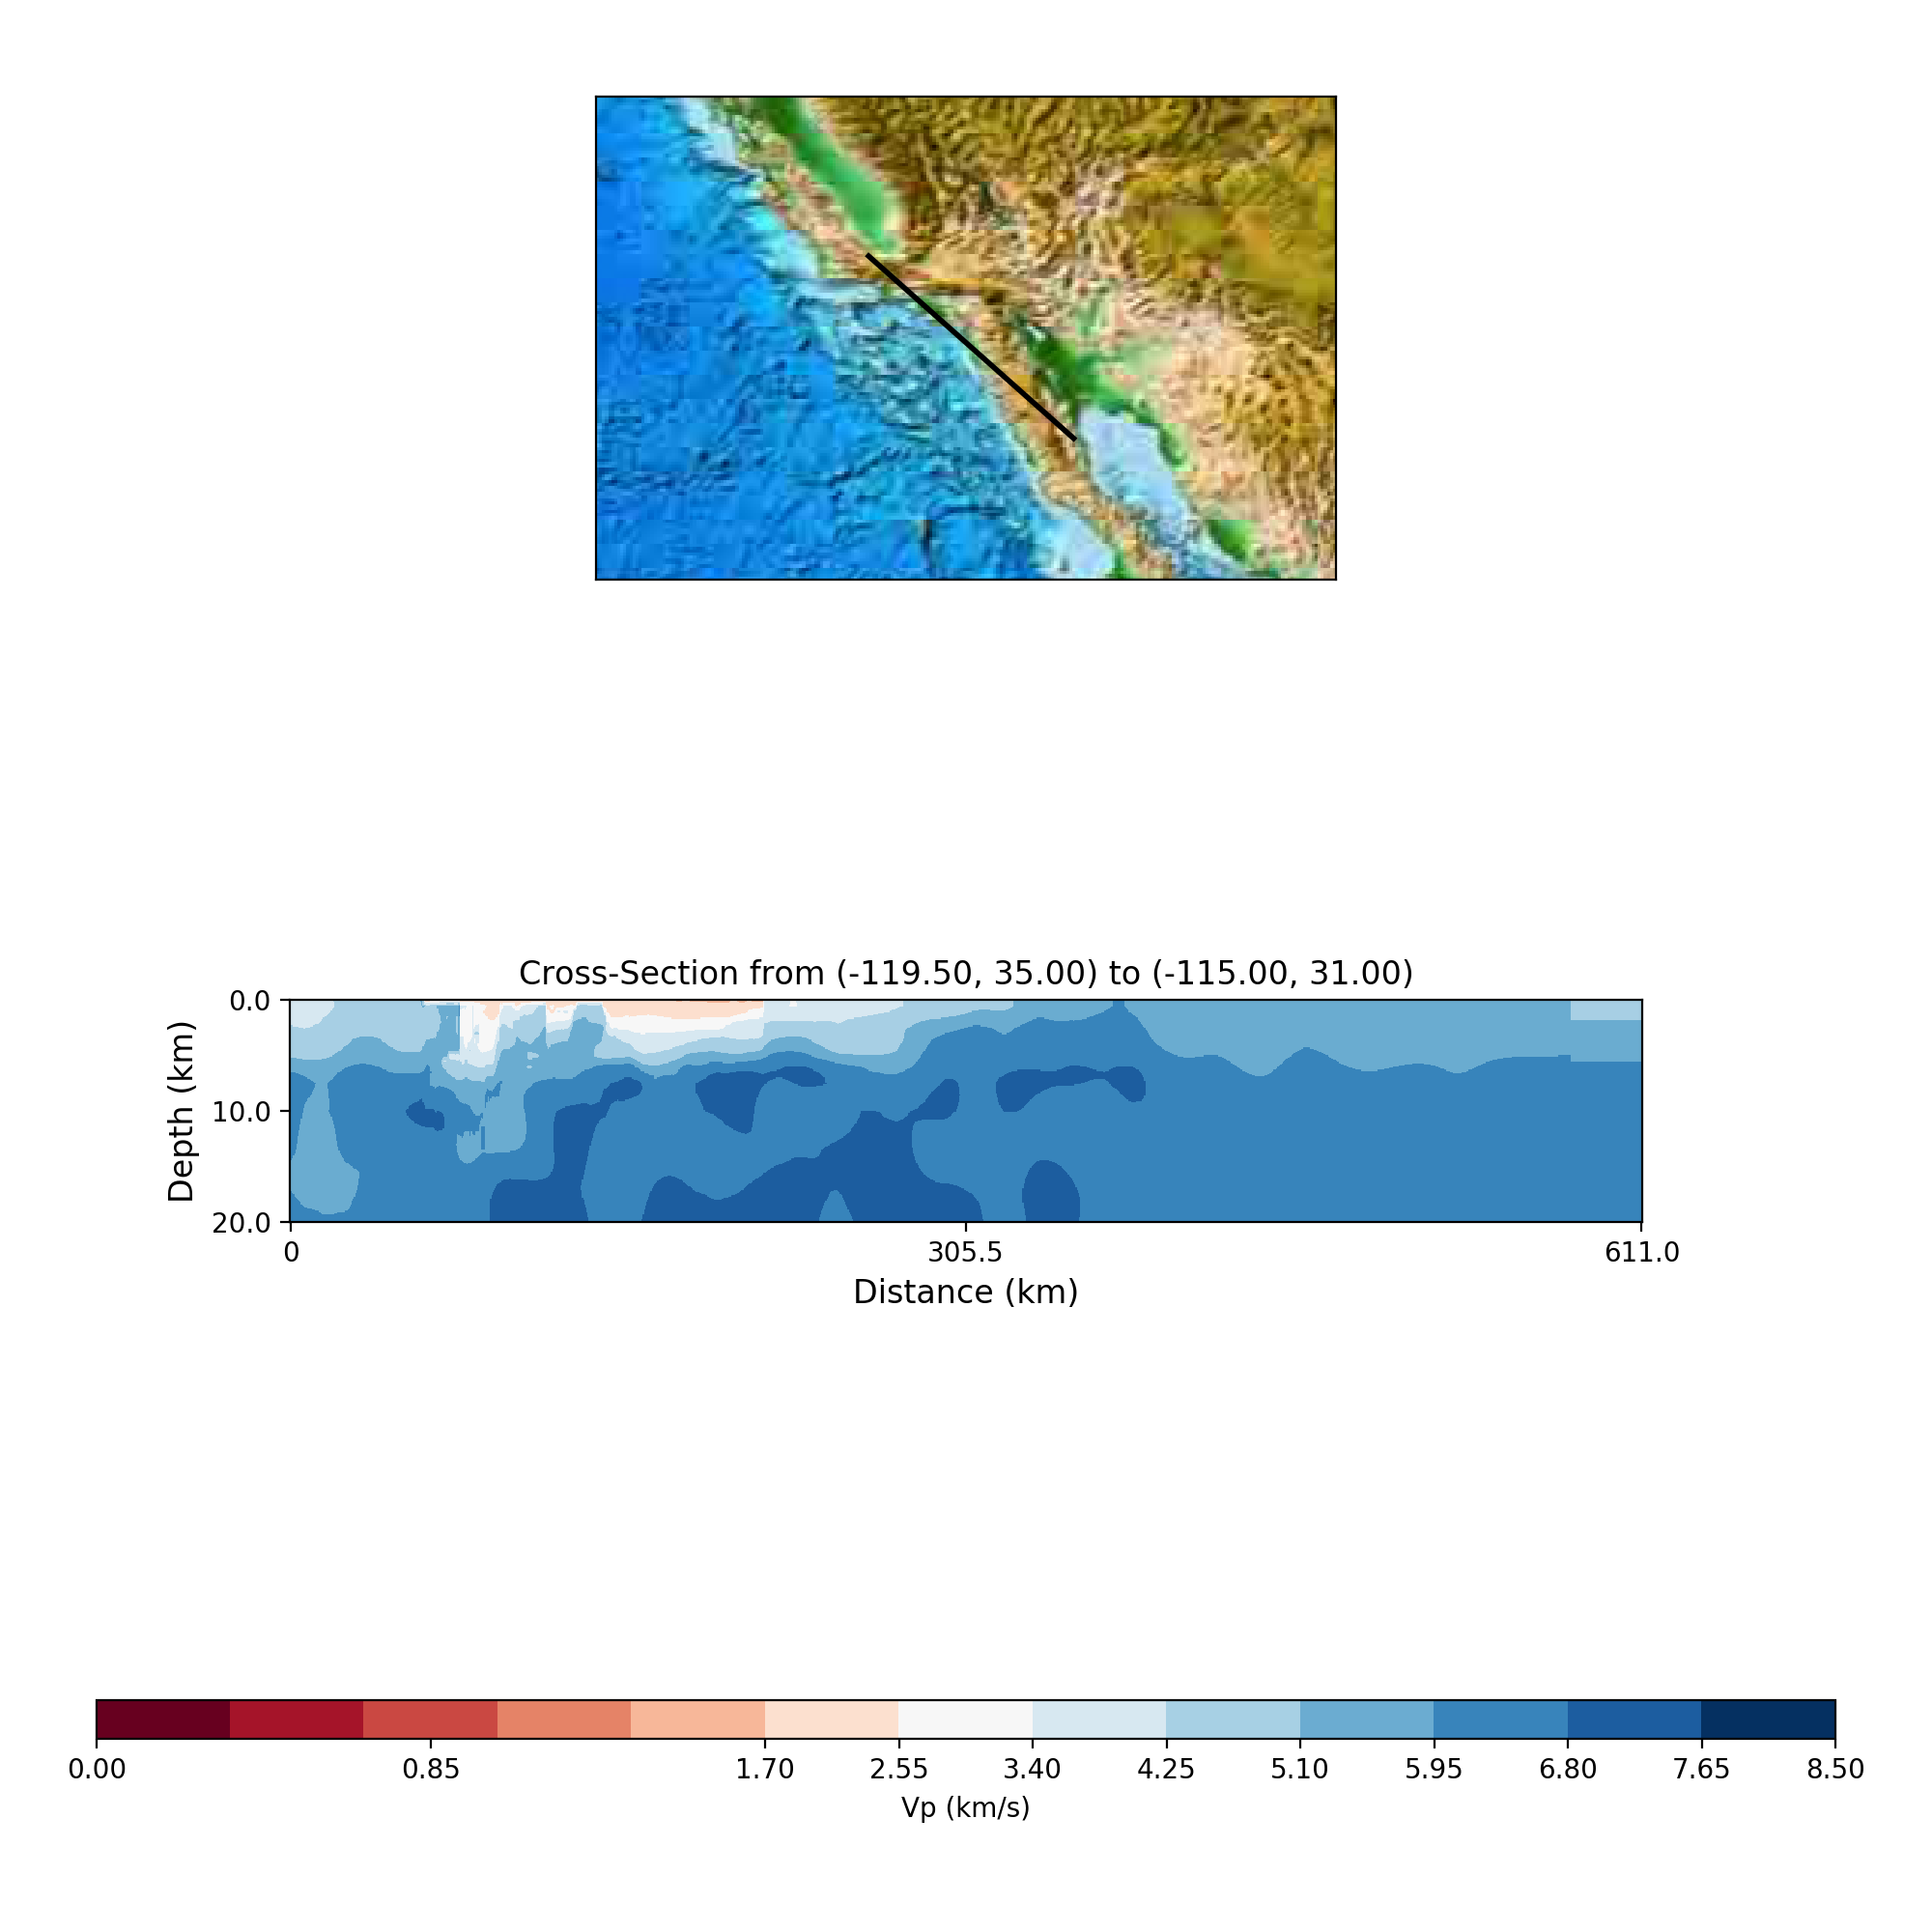 Cross-Section from (-119.50, 35.00) to (-115.00, 31.00)
0.0
10.0
20.0
Depth (km)
0 305.5 611.0
Distance (km)
0.00 0.85 1.70 2.55 3.40 4.25 5.10 5.95 6.80 7.65 8.50
Vp (km/s)